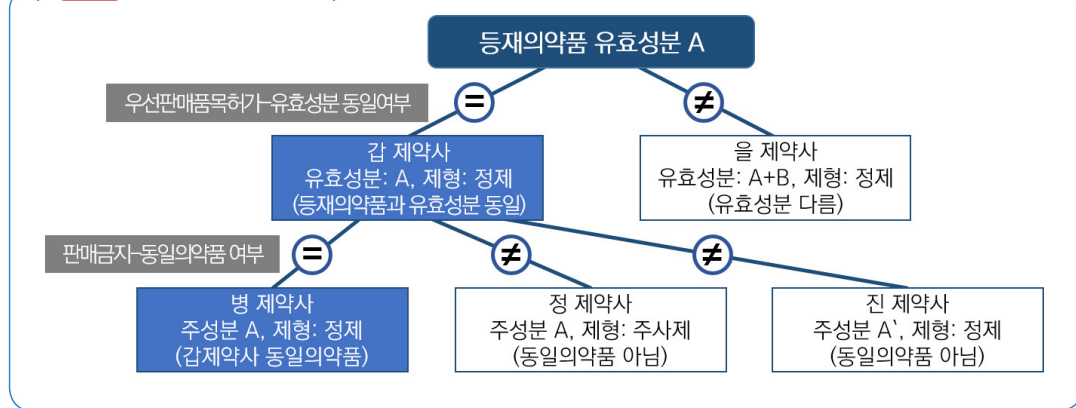 등재의약품 유효성분 A
우선판매품목허가-유효성분 동일여부
=
≠
갑 제약사
유효성분: A, 제형: 정제
(등재의약품과 유효성분 동일)
을 제약사
유효성분: A+B, 제형: 정제
(유효성분 다름)
판매금지-동일의약품 여부
=
≠
≠
병 제약사
주성분 A, 제형: 정제
(갑제약사 동일의약품)
정 제약사
주성분 A, 제형: 주사제
(동일의약품 아님)
진 제약사
주성분 A`, 제형: 정제
(동일의약품 아님)